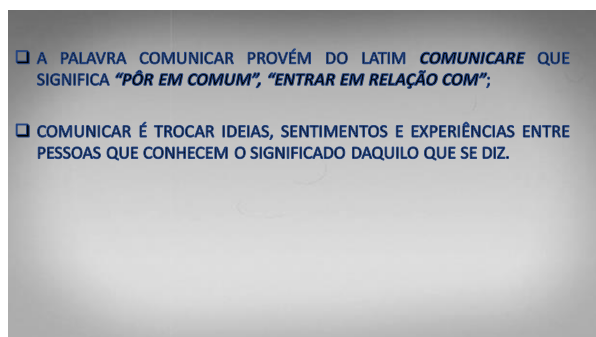 A PALAVRA COMUNICAR PROVÉM DO LATIM COMUNICARE QUE
SIGNIFICA “PÔR EM COMUM”, “ENTRAR EM RELAÇÃO COM”;
COMUNICAR É TROCAR IDEIAS, SENTIMENTOS E EXPERIÊNCIAS ENTRE
PESSOAS QUE CONHECEM O SIGNIFICADO DAQUILO QUE SE DIZ.